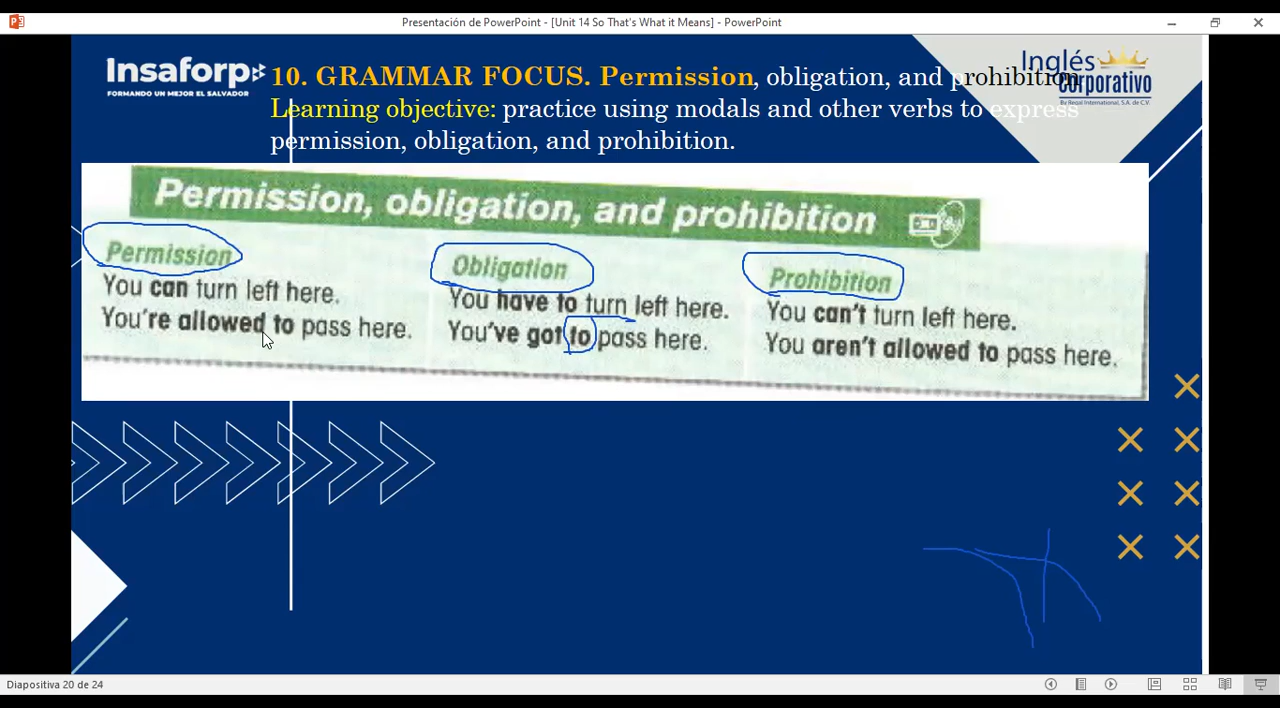 Presentación de PowerPoint - [Unit 14 So That's What it Means] - PowerPoint
Insaforp
FORMANDO UN MEJOR EL SALVADOR
Inglés
corporativo
By Regal International, S.A. de C.V.
10. GRAMMAR FOCUS. Permission, obligation, and prohibition
Learning objective: practice using modals and other verbs to express
permission, obligation, and prohibition.
Permission, obligation, and prohibition
Permission
You can turn left here.
You're allowed to pass here.
Obligation
You have to turn left here.
You've got to pass here.
Prohibition
You can't turn left here.
You aren't allowed to pass here.
Diapositiva 20 de 24